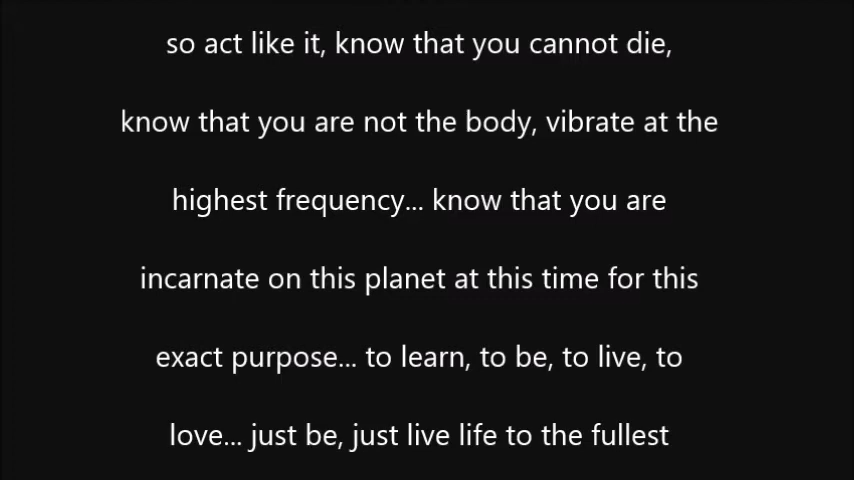 so act like it, know that you cannot die,
know that you are not the body, vibrate at the
highest frequency... know that you are
incarnate on this planet at this time for this
exact purpose... to learn, to be, to live, to
love... just be, just live life to the fullest